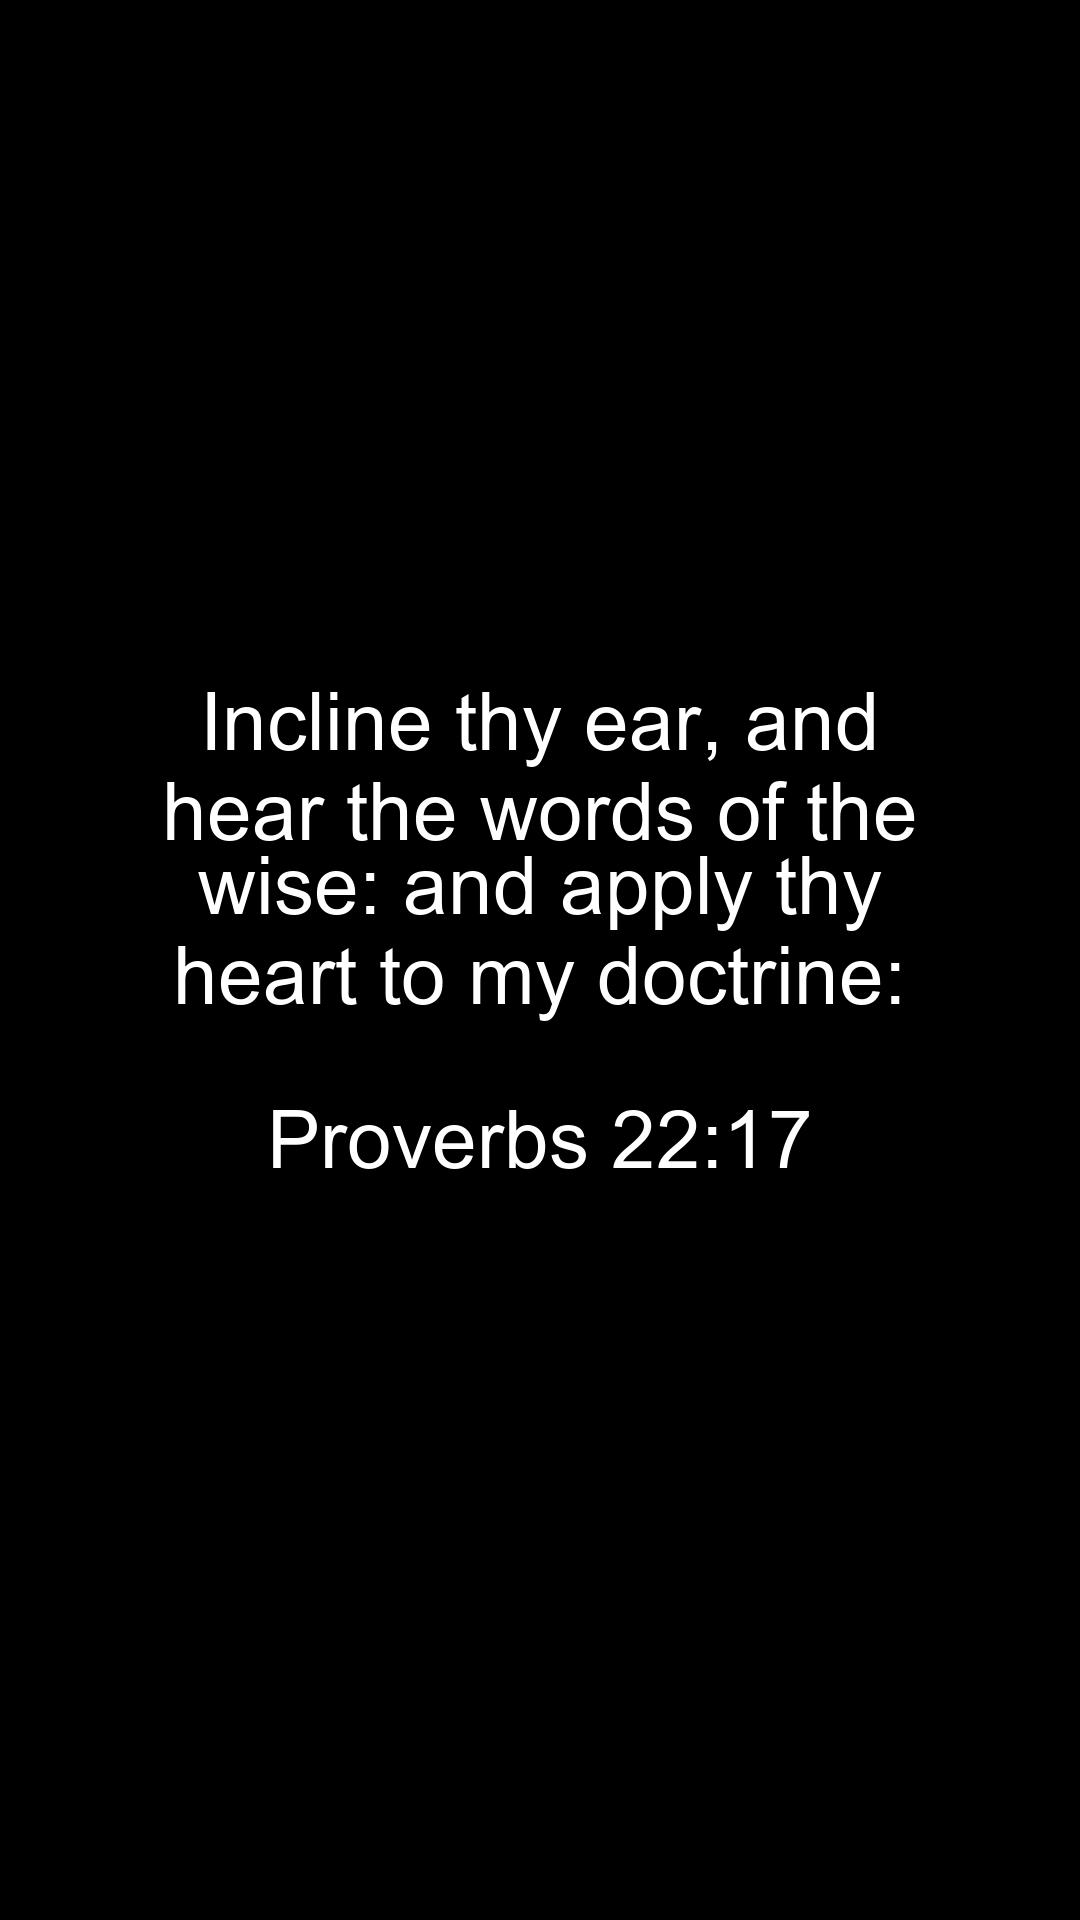 Incline thy ear, and
hear the words of the
wise: and apply thy
heart to my doctrine:
Proverbs 22:17